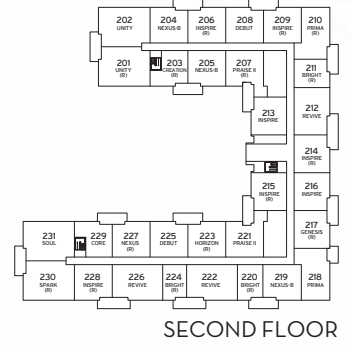 202 UNITY
204 NEXUS-B
206 INSPIRE (R)
208 DEBUT
209 INSPIRE (R)
210 PRIMA (R)
201 UNITY (R)
203 CREATION (R)
205 NEXUS-B
207 PRAISE II (R)
211 BRIGHT (R)
212 REVIVE
213 INSPIRE
214 INSPIRE (R)
215 INSPIRE (R)
216 INSPIRE
217 GENESIS (R)
231 SOUL
229 CORE
227 NEXUS (R)
225 DEBUT
223 HORIZON (R)
221 PRAISE II
230 SPARK (R)
228 INSPIRE (R)
226 REVIVE
224 BRIGHT (R)
222 REVIVE
220 BRIGHT (R)
219 NEXUS-B
218 PRIMA
SECOND FLOOR